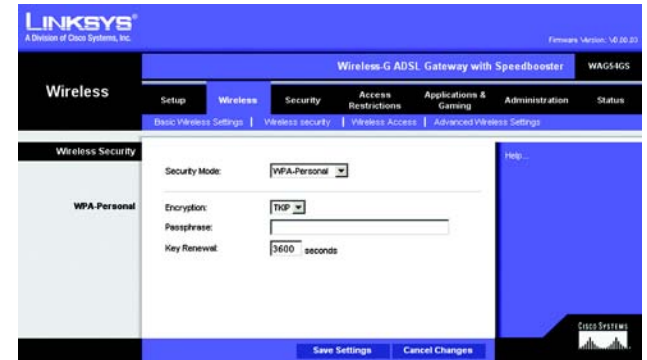 LINKSYS®
A Division of Cisco Systems, Inc.
Firmware Version: V0.00.03
Wireless-G ADSL Gateway with Speedbooster WAG54GS
Wireless
Setup Wireless Security Access Restrictions Applications & Gaming Administration Status
Basic Wireless Settings | Wireless security | Wireless Access | Advanced Wireless Settings
Wireless Security
Help...
Security Mode: WPA-Personal
WPA-Personal
Encryption: TKIP
Passphrase:
Key Renewal: 3600 seconds
Save Settings Cancel Changes
CISCO SYSTEMS